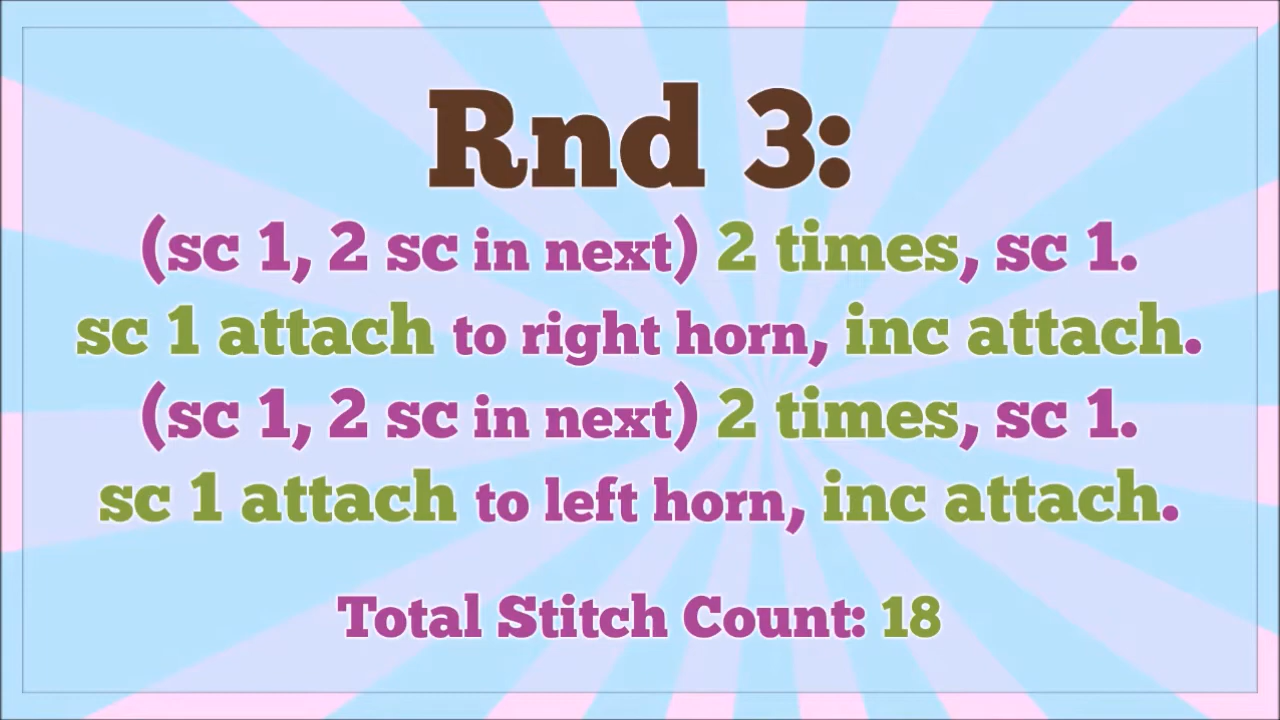 Rnd 3:
(sc 1, 2 sc in next) 2 times, sc 1.
sc 1 attach to right horn, inc attach.
(sc 1, 2 sc in next) 2 times, sc 1.
sc 1 attach to left horn, inc attach.
Total Stitch Count: 18